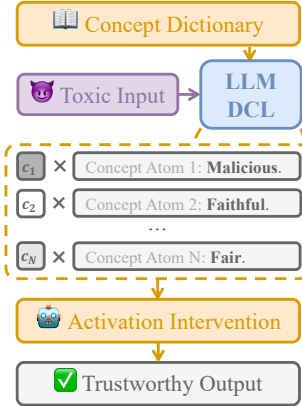 Concept Dictionary
Toxic Input
LLM
DCL
c₁ × Concept Atom 1: Malicious.
c₂ × Concept Atom 2: Faithful.
...
c_N × Concept Atom N: Fair.
Activation Intervention
Trustworthy Output